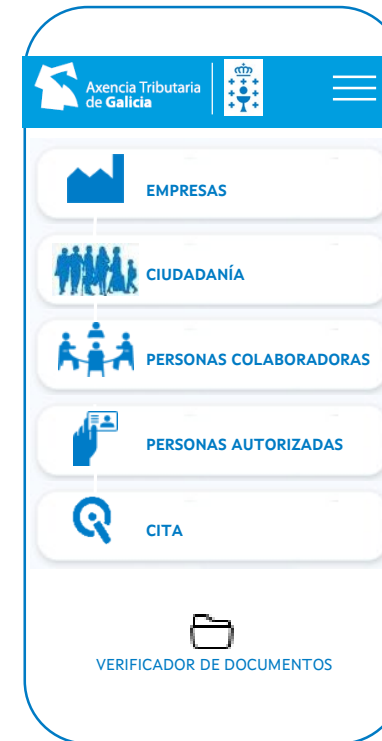 Axencia Tributaria
de Galicia
EMPRESAS
CIUDADANÍA
PERSONAS COLABORADORAS
PERSONAS AUTORIZADAS
CITA
VERIFICADOR DE DOCUMENTOS